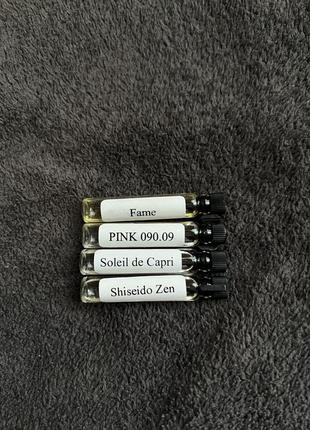 Fame
PINK 090.09
Soleil de Capri
Shiseido Zen